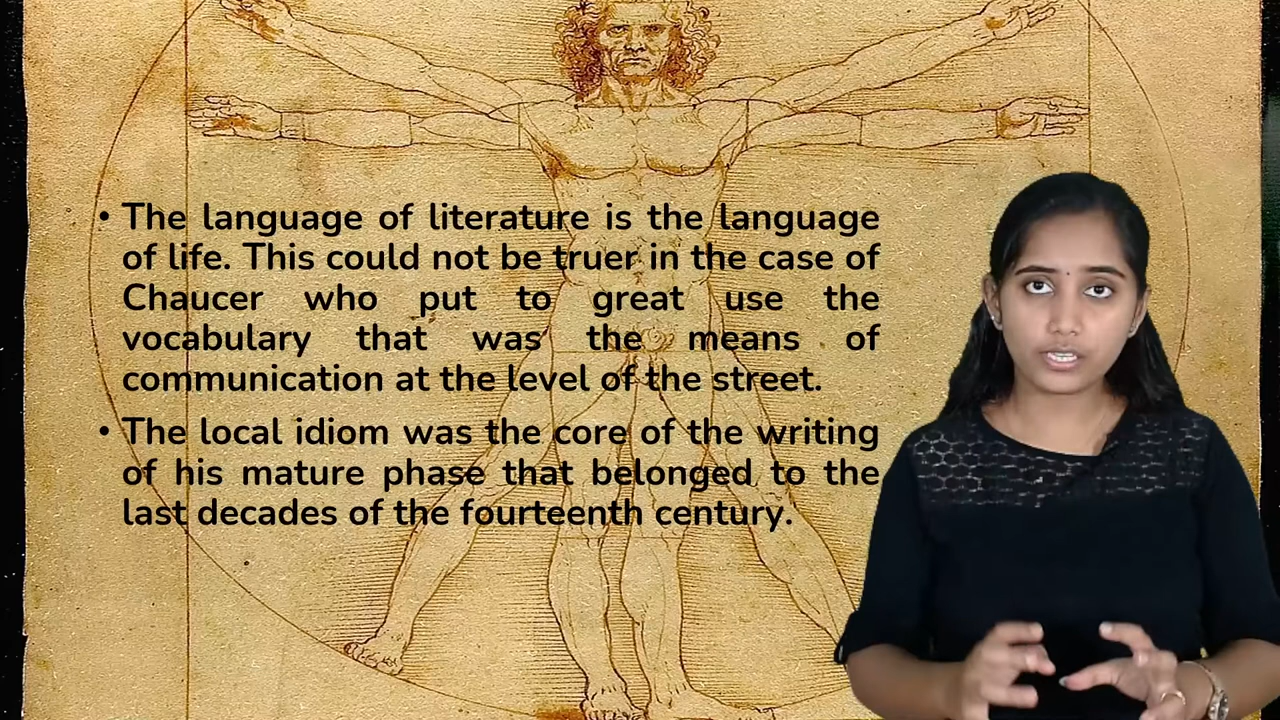 • The language of literature is the language
of life. This could not be truer in the case of
Chaucer who put to great use the
vocabulary that was the means of
communication at the level of the street.
• The local idiom was the core of the writing
of his mature phase that belonged to the
last decades of the fourteenth century.